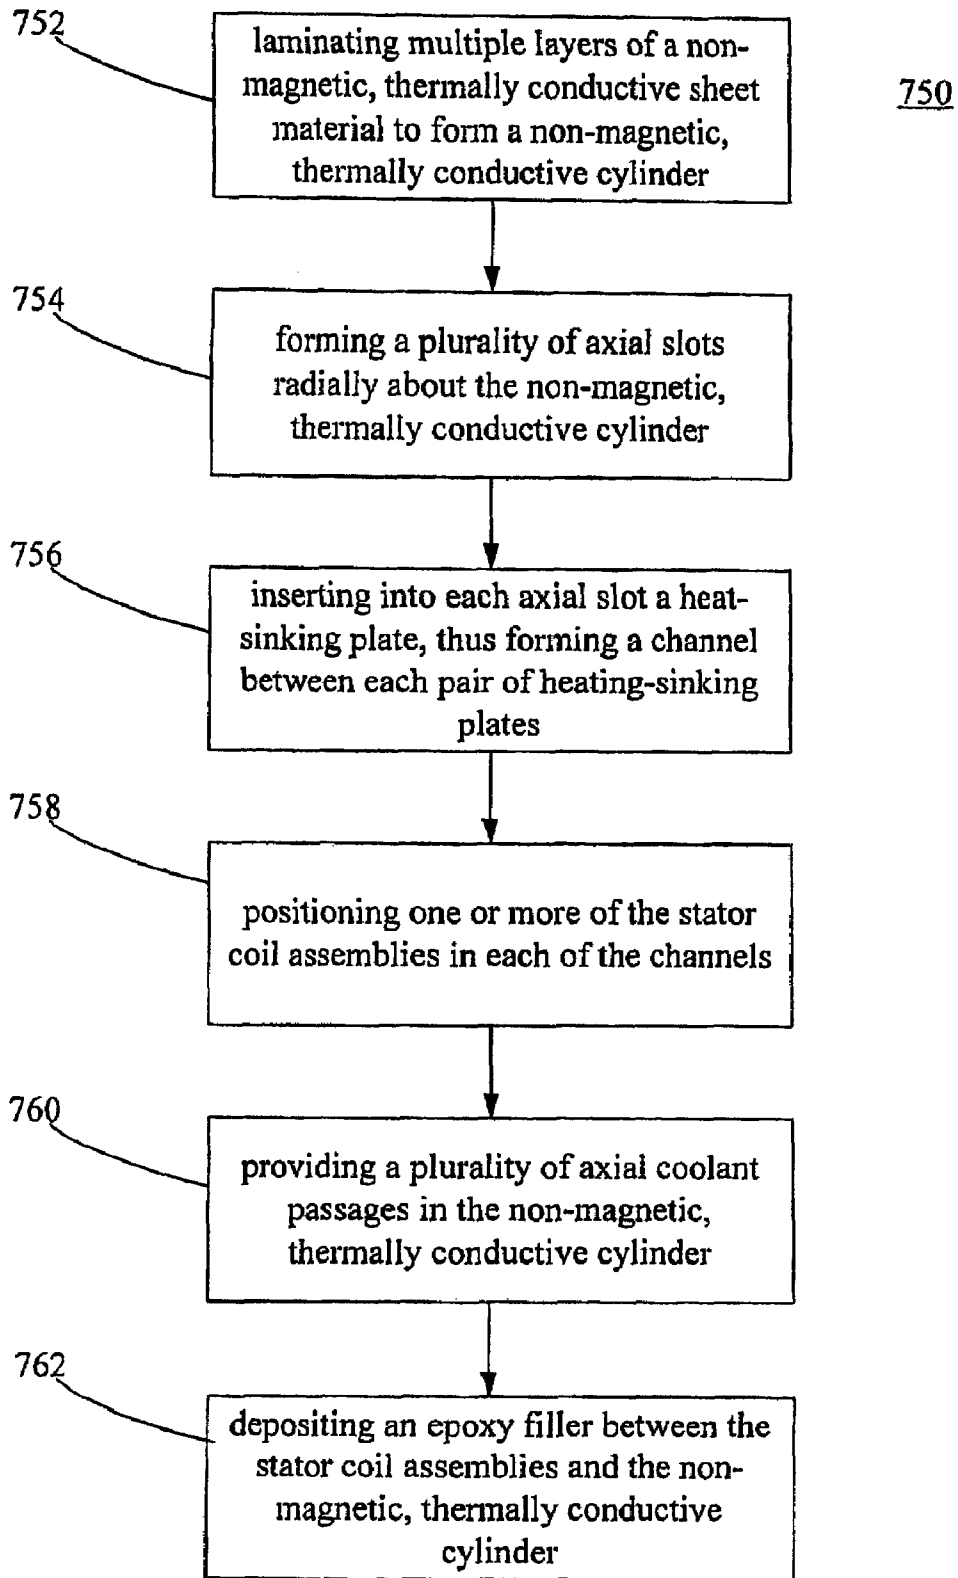 752
laminating multiple layers of a non-
magnetic, thermally conductive sheet
material to form a non-magnetic,
thermally conductive cylinder
750
754
forming a plurality of axial slots
radially about the non-magnetic,
thermally conductive cylinder
756
inserting into each axial slot a heat-
sinking plate, thus forming a channel
between each pair of heating-sinking
plates
758
positioning one or more of the stator
coil assemblies in each of the channels
760
providing a plurality of axial coolant
passages in the non-magnetic,
thermally conductive cylinder
762
depositing an epoxy filler between the
stator coil assemblies and the non-
magnetic, thermally conductive
cylinder